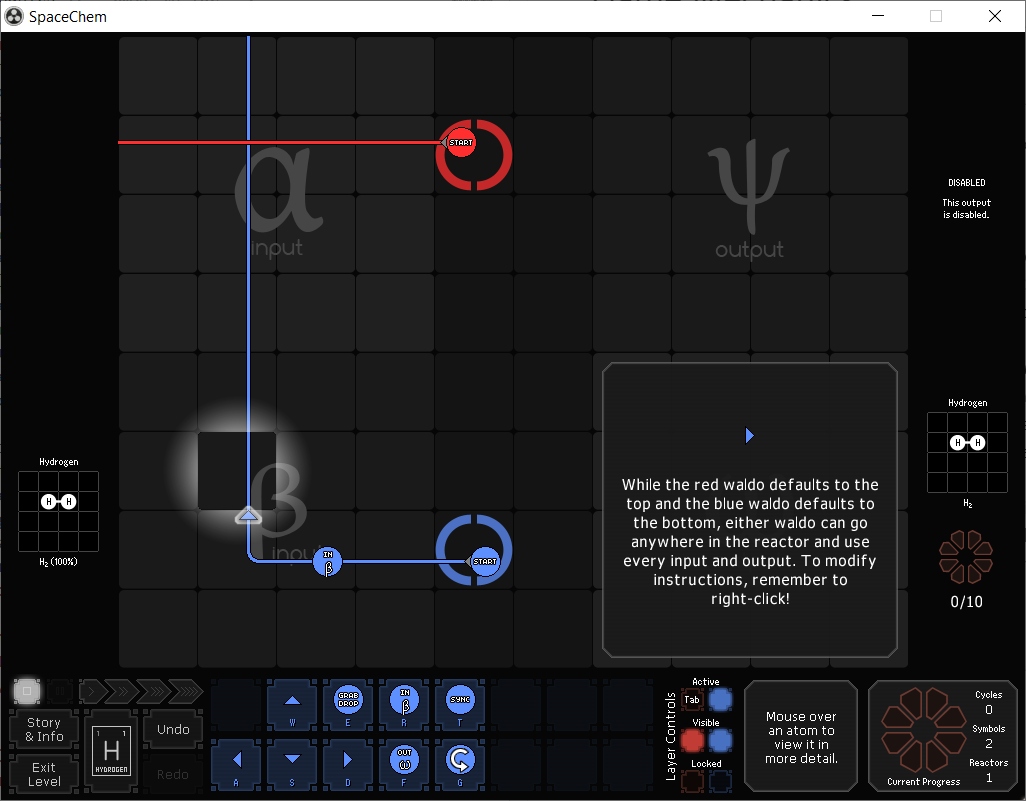 SpaceChem
START
α
input
ψ
output
DISABLED
This output
is disabled.
While the red waldo defaults to the
top and the blue waldo defaults to
the bottom, either waldo can go
anywhere in the reactor and use
every input and output. To modify
instructions, remember to
right-click!
Hydrogen
H H
H₂
0/10
Hydrogen
H H
H₂ (100%)
β
input
IN
β
START
Story
& Info
Exit
Level
1 1
H
HYDROGEN
Undo
Redo
W
GRAB
DROP
E
IN
β
R
SYNC
T
A
S
D
OUT
(ψ)
F
G
Layer Controls
Active
Tab
Visible
Locked
Mouse over
an atom to
view it in
more detail.
Cycles
0
Symbols
2
Reactors
1
Current Progress